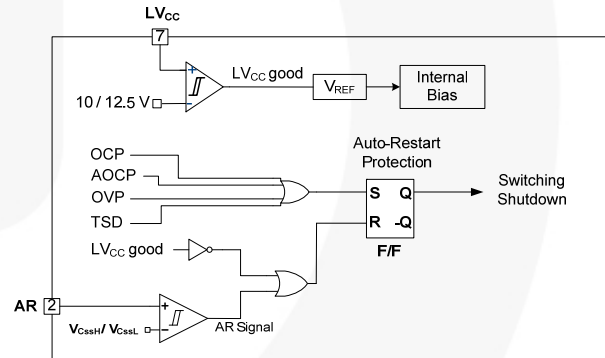 LVCC
7
LVCC good
VREF
Internal
Bias
10 / 12.5 V
+
-
Auto-Restart
Protection
OCP
AOCP
OVP
TSD
S Q
R -Q
F/F
Switching
Shutdown
LVCC good
AR 2
+
-
VCssH/ VCssL
AR Signal